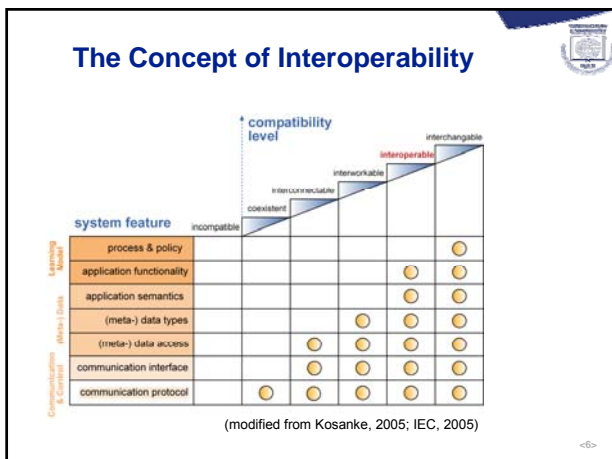 The Concept of Interoperability
compatibility
level
interchangable
interoperable
interworkable
interconnectable
coexistent
incompatible
system feature
Learning
Model
process & policy
application functionality
(Meta-) Data
application semantics
(meta-) data types
(meta-) data access
Communication
& Control
communication interface
communication protocol
(modified from Kosanke, 2005; IEC, 2005)
<6>